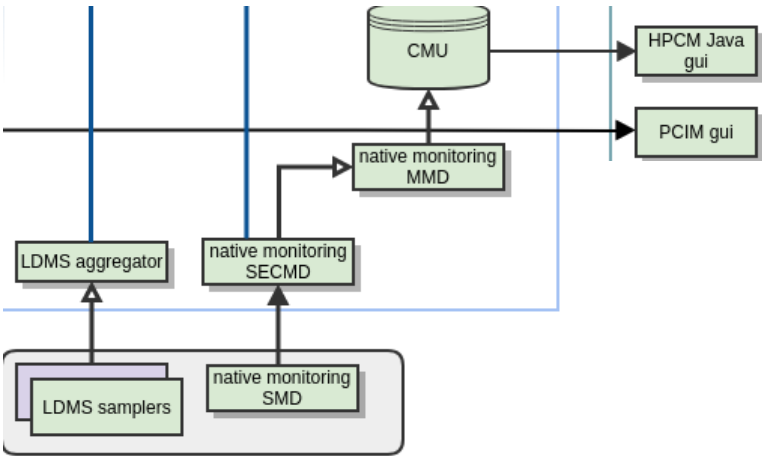 CMU
HPCM Java
gui
PCIM gui
native monitoring
MMD
LDMS aggregator
native monitoring
SECMD
LDMS samplers
native monitoring
SMD